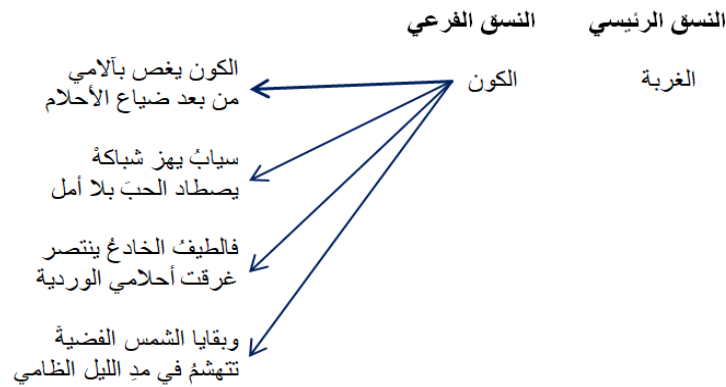 النسق الرئيسي النسق الفرعي
الغربة الكون
الكون يغص بآلامي
من بعد ضياع الأحلام
سيابُ يهز شباكهْ
يصطاد الحبَ بلا أمل
فالطيفُ الخادعُ ينتصر
غرقت أحلامي الوردية
وبقايا الشمس الفضيةَ
تتهشمُ في مدِ الليل الظامي